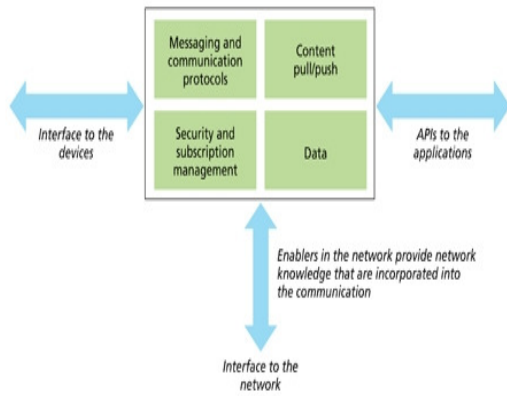 Messaging and
communication
protocols
Content
pull/push
Interface to the
devices
Security and
subscription
management
Data
APIs to the
applications
Enablers in the network provide network
knowledge that are incorporated into
the communication
Interface to the
network